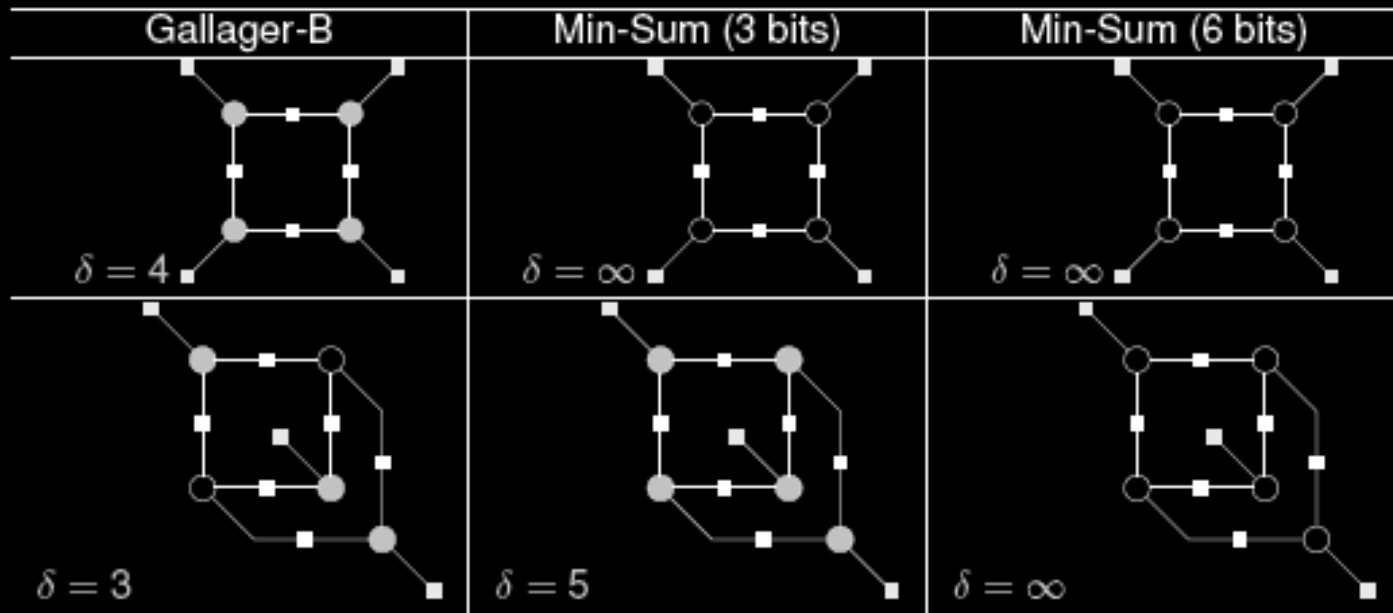 Gallager-B Min-Sum (3 bits) Min-Sum (6 bits)
δ = 4 δ = ∞ δ = ∞
δ = 3 δ = 5 δ = ∞